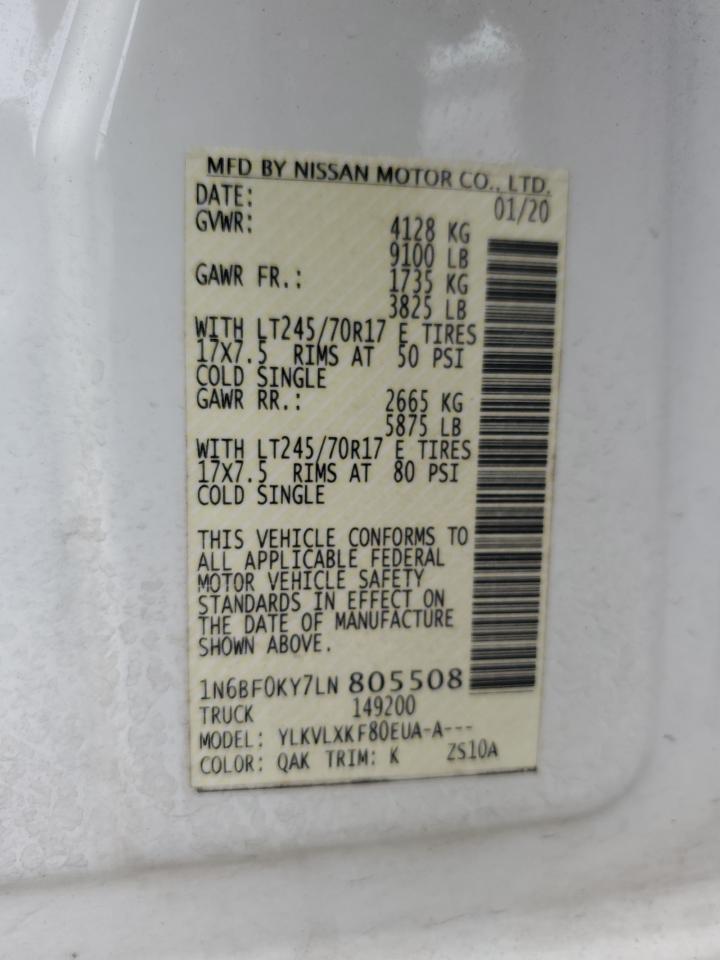 MFD BY NISSAN MOTOR CO., LTD.
DATE: 01/20
GVWR: 4128 KG
9100 LB
GAWR FR.: 1735 KG
3825 LB
WITH LT245/70R17 E TIRES
17X7.5 RIMS AT 50 PSI
COLD SINGLE
GAWR RR.: 2665 KG
5875 LB
WITH LT245/70R17 E TIRES
17X7.5 RIMS AT 80 PSI
COLD SINGLE
THIS VEHICLE CONFORMS TO
ALL APPLICABLE FEDERAL
MOTOR VEHICLE SAFETY
STANDARDS IN EFFECT ON
THE DATE OF MANUFACTURE
SHOWN ABOVE.
1N6BF0KY7LN 805508
TRUCK 149200
MODEL: YLKVLXKF80EUA-A---
COLOR: QAK TRIM: K ZS10A